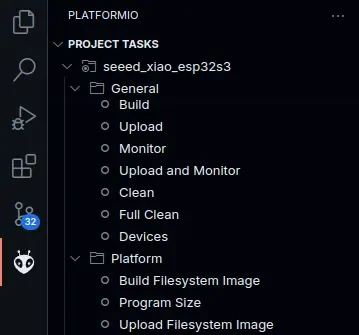 PLATFORMIO
PROJECT TASKS
seeed_xiao_esp32s3
General
Build
Upload
Monitor
Upload and Monitor
Clean
Full Clean
32
Devices
Platform
Build Filesystem Image
Program Size
Upload Filesystem Image